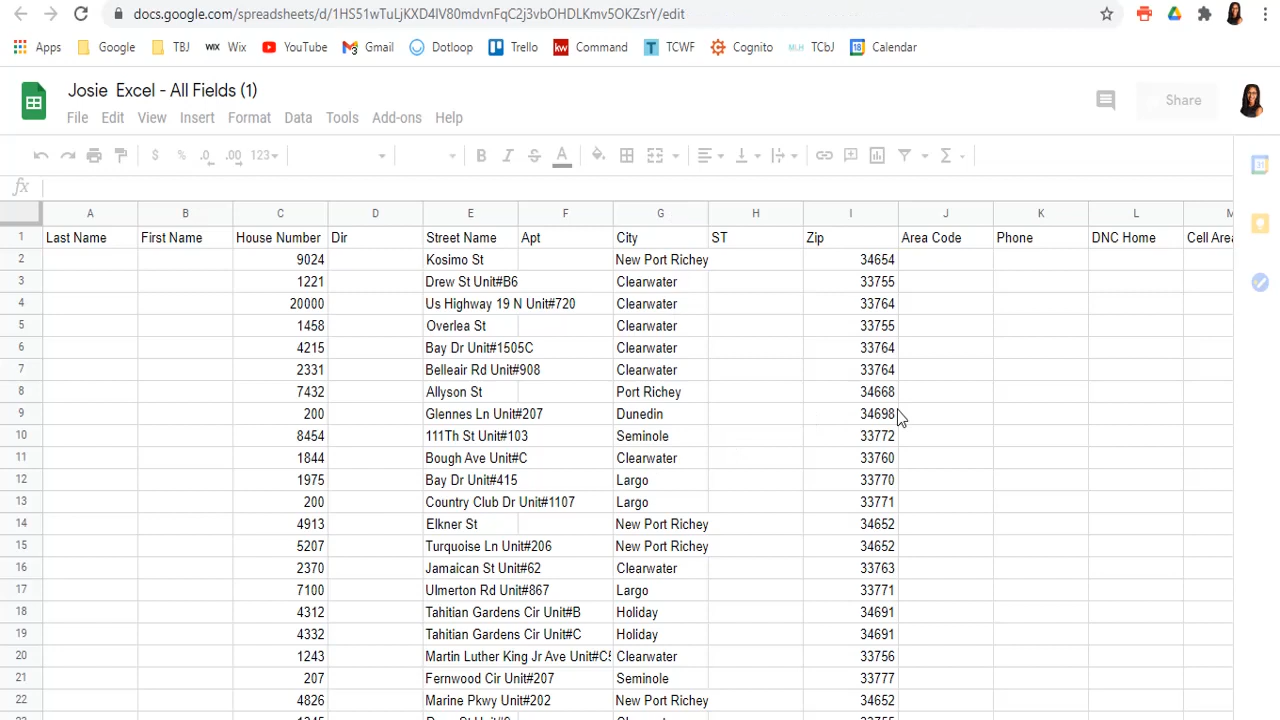 docs.google.com/spreadsheets/d/1HS51wTuLjKXD4lV80mdvnFqC2j3vbOHDLKmv5OKZsrY/edit
Apps Google TBJ WiX Wix YouTube Gmail Dotloop Trello kw Command T TCWF Cognito MLH TCbJ 18 Calendar
Josie Excel - All Fields (1)
Share
File Edit View Insert Format Data Tools Add-ons Help
$ % .0 .00 123 B I S A Σ
31
fx
A B C D E F G H I J K L M
1 Last Name First Name House Number Dir Street Name Apt City ST Zip Area Code Phone DNC Home Cell Area
2 9024 Kosimo St New Port Richey 34654
3 1221 Drew St Unit#B6 Clearwater 33755
4 20000 Us Highway 19 N Unit#720 Clearwater 33764
5 1458 Overlea St Clearwater 33755
6 4215 Bay Dr Unit#1505C Clearwater 33764
7 2331 Belleair Rd Unit#908 Clearwater 33764
8 7432 Allyson St Port Richey 34668
9 200 Glennes Ln Unit#207 Dunedin 34698
10 8454 111Th St Unit#103 Seminole 33772
11 1844 Bough Ave Unit#C Clearwater 33760
12 1975 Bay Dr Unit#415 Largo 33770
13 200 Country Club Dr Unit#1107 Largo 33771
14 4913 Elkner St New Port Richey 34652
15 5207 Turquoise Ln Unit#206 New Port Richey 34652
16 2370 Jamaican St Unit#62 Clearwater 33763
17 7100 Ulmerton Rd Unit#867 Largo 33771
18 4312 Tahitian Gardens Cir Unit#B Holiday 34691
19 4332 Tahitian Gardens Cir Unit#C Holiday 34691
20 1243 Martin Luther King Jr Ave Unit#C5 Clearwater 33756
21 207 Fernwood Cir Unit#207 Seminole 33777
22 4826 Marine Pkwy Unit#202 New Port Richey 34652